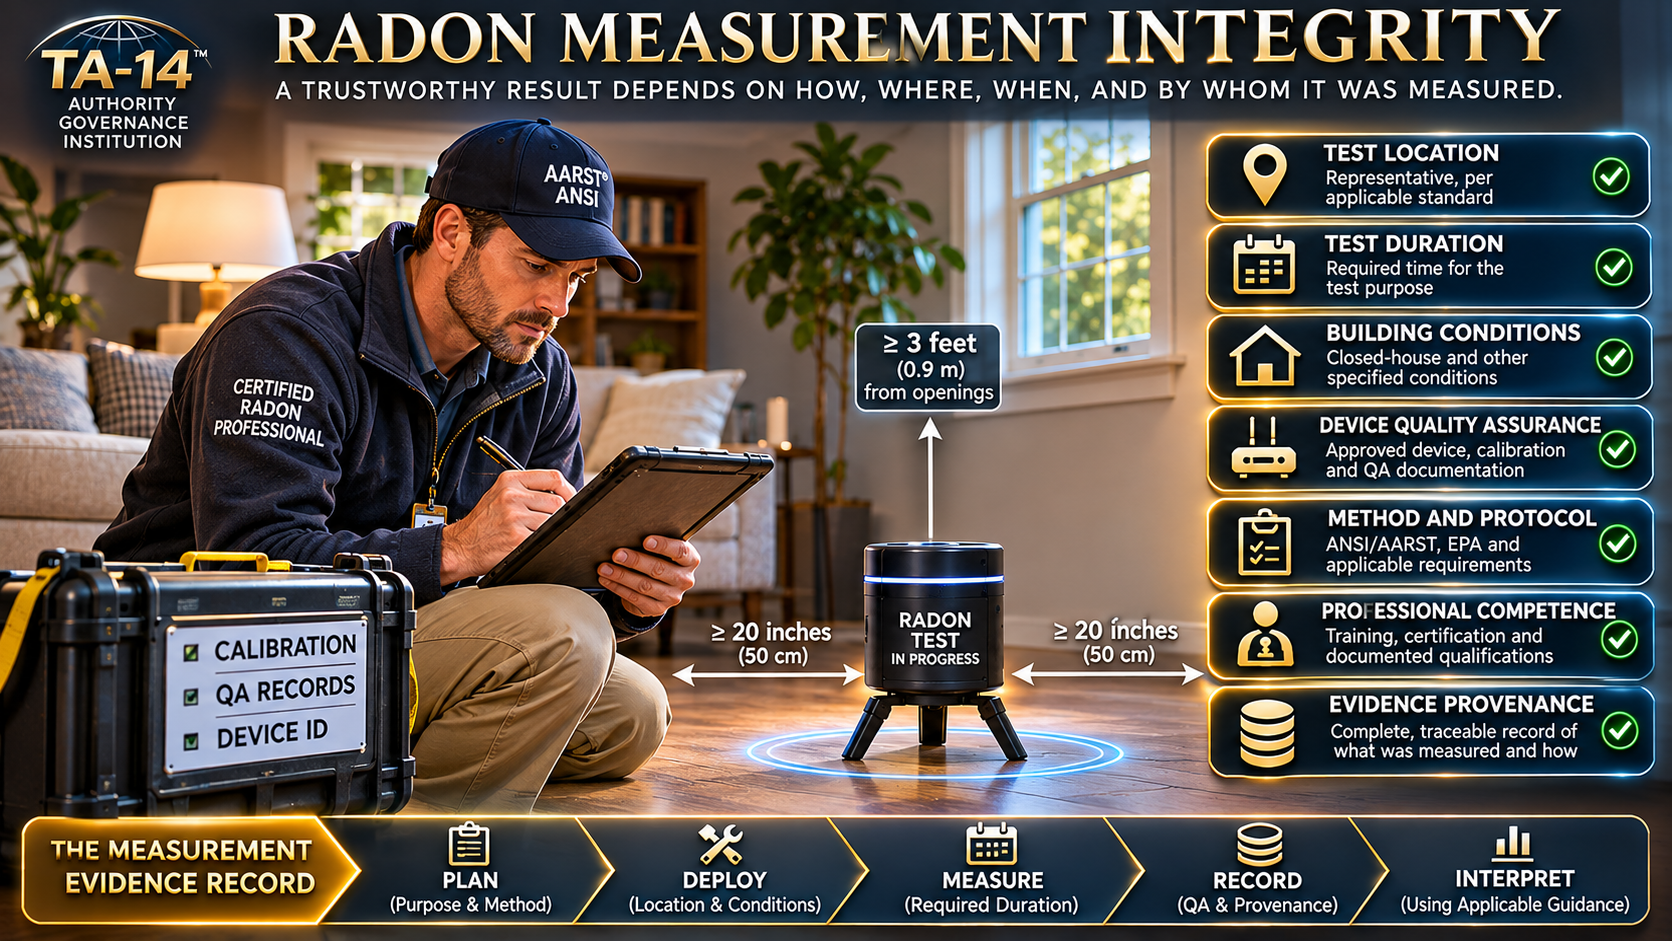 TA-14™
AUTHORITY
GOVERNANCE
INSTITUTION
RADON MEASUREMENT INTEGRITY
A TRUSTWORTHY RESULT DEPENDS ON HOW, WHERE, WHEN, AND BY WHOM IT WAS MEASURED.
AARST®
ANSI
CERTIFIED
RADON
PROFESSIONAL
CALIBRATION
QA RECORDS
DEVICE ID
≥ 3 feet
(0.9 m)
from openings
≥ 20 inches
(50 cm)
RADON
TEST
IN PROGRESS
≥ 20 inches
(50 cm)
TEST LOCATION
Representative, per
applicable standard
TEST DURATION
Required time for the
test purpose
BUILDING CONDITIONS
Closed-house and other
specified conditions
DEVICE QUALITY ASSURANCE
Approved device, calibration
and QA documentation
METHOD AND PROTOCOL
ANSI/AARST, EPA and
applicable requirements
PROFESSIONAL COMPETENCE
Training, certification and
documented qualifications
EVIDENCE PROVENANCE
Complete, traceable record of
what was measured and how
THE MEASUREMENT
EVIDENCE RECORD
PLAN
(Purpose & Method)
DEPLOY
(Location & Conditions)
MEASURE
(Required Duration)
RECORD
(QA & Provenance)
INTERPRET
(Using Applicable Guidance)